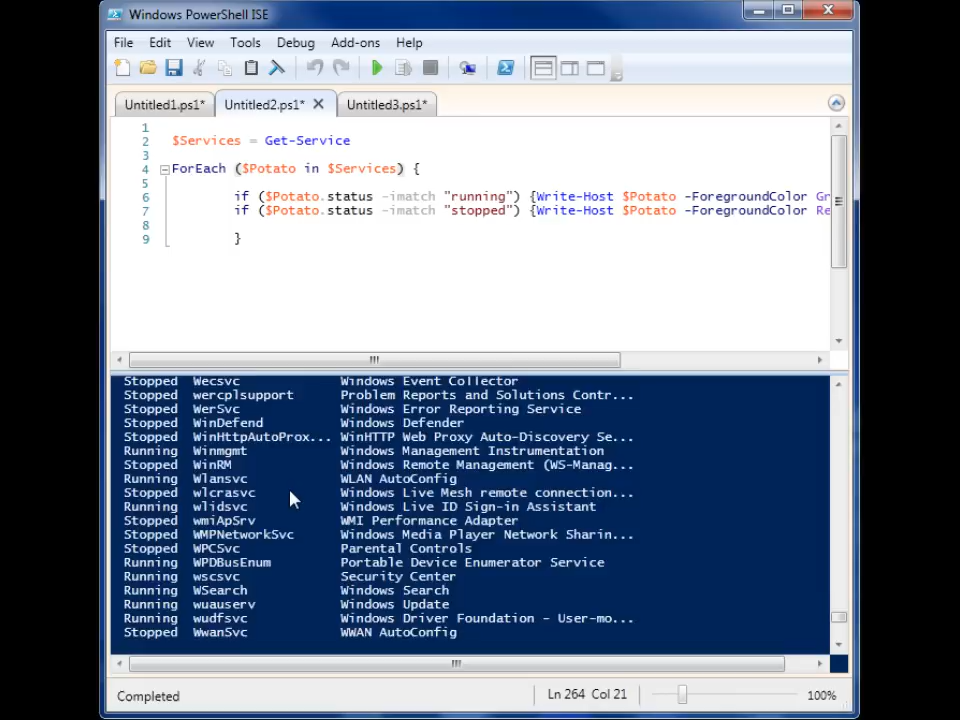 Windows PowerShell ISE
File Edit View Tools Debug Add-ons Help
Untitled1.ps1* Untitled2.ps1* Untitled3.ps1*
1
2 $Services = Get-Service
3
4 ForEach ($Potato in $Services) {
5
6 if ($Potato.status -imatch "running") {Write-Host $Potato -ForegroundColor Gr
7 if ($Potato.status -imatch "stopped") {Write-Host $Potato -ForegroundColor Re
8
9 }
Stopped Wecsvc Windows Event Collector
Stopped wercplsupport Problem Reports and Solutions Contr...
Stopped WerSvc Windows Error Reporting Service
Stopped WinDefend Windows Defender
Stopped WinHttpAutoProx... WinHTTP Web Proxy Auto-Discovery Se...
Running Winmgmt Windows Management Instrumentation
Stopped WinRM Windows Remote Management (WS-Manag...
Running Wlansvc WLAN AutoConfig
Stopped wlcrasvc Windows Live Mesh remote connection...
Running wlidsvc Windows Live ID Sign-in Assistant
Stopped wmiApSrv WMI Performance Adapter
Stopped WMPNetworkSvc Windows Media Player Network Sharin...
Stopped WPCSvc Parental Controls
Running WPDBusEnum Portable Device Enumerator Service
Running wscsvc Security Center
Running WSearch Windows Search
Running wuauserv Windows Update
Running wudfsvc Windows Driver Foundation - User-mo...
Stopped WwanSvc WWAN AutoConfig
Completed Ln 264 Col 21 100%